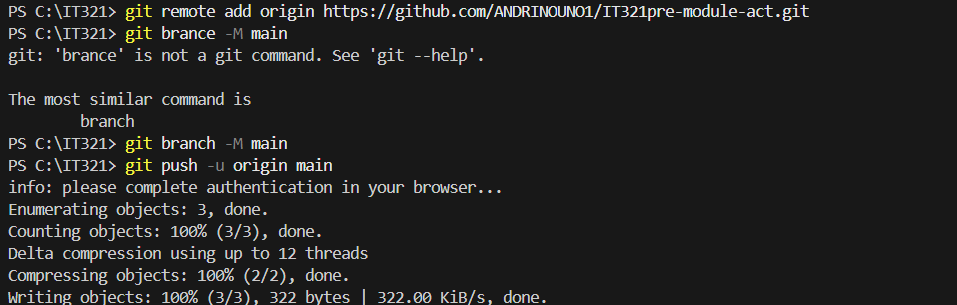 PS C:\IT321> git remote add origin https://github.com/ANDRINOUNO1/IT321pre-module-act.git
PS C:\IT321> git brance -M main
git: 'brance' is not a git command. See 'git --help'.

The most similar command is
        branch
PS C:\IT321> git branch -M main
PS C:\IT321> git push -u origin main
info: please complete authentication in your browser...
Enumerating objects: 3, done.
Counting objects: 100% (3/3), done.
Delta compression using up to 12 threads
Compressing objects: 100% (2/2), done.
Writing objects: 100% (3/3), 322 bytes | 322.00 KiB/s, done.